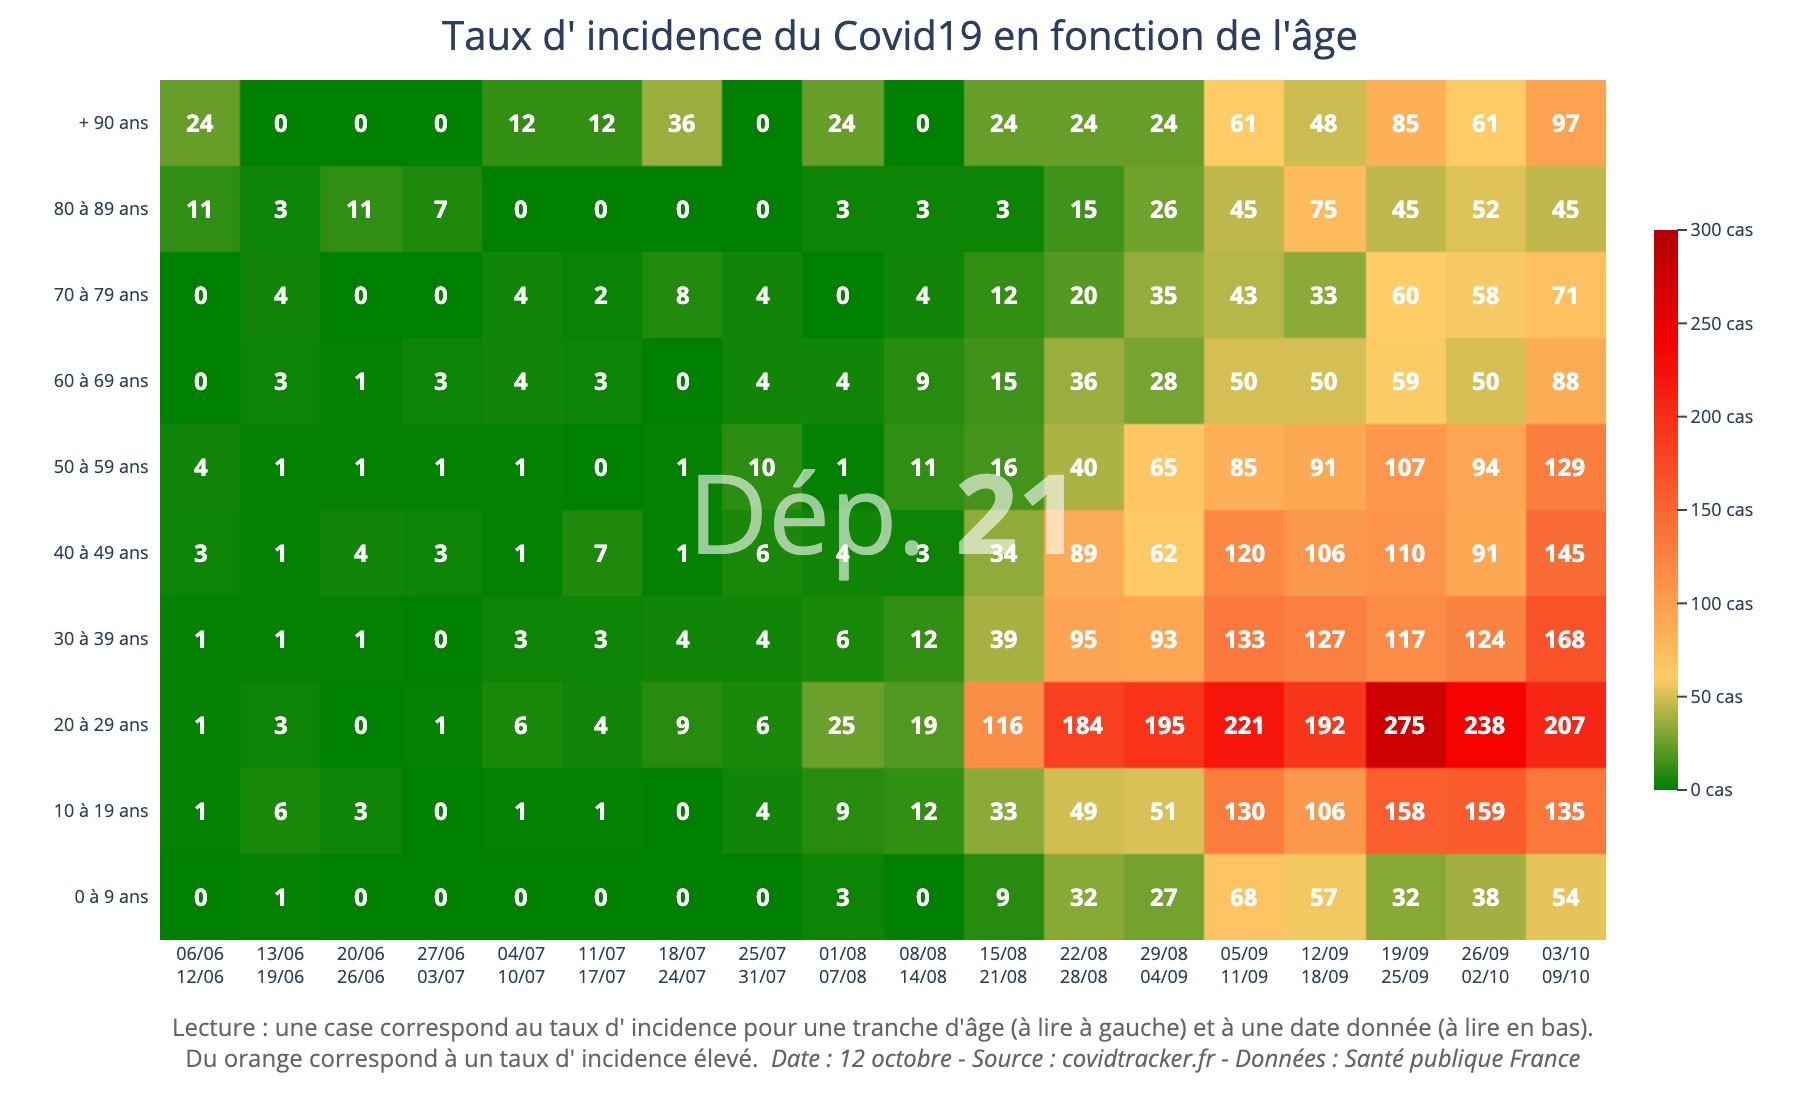 Taux d' incidence du Covid19 en fonction de l'âge
+ 90 ans 24 0 0 0 12 12 36 0 24 0 24 24 24 61 48 85 61 97
80 à 89 ans 11 3 11 7 0 0 0 0 3 3 3 15 26 45 75 45 52 45
300 cas
70 à 79 ans 0 4 0 0 4 2 8 4 0 4 12 20 35 43 33 60 58 71
250 cas
60 à 69 ans 0 3 1 3 4 3 0 4 4 9 15 36 28 50 50 59 50 88
200 cas
50 à 59 ans 4 1 1 1 1 0 1 10 1 11 16 40 65 85 91 107 94 129
Dép. 21
150 cas
40 à 49 ans 3 1 4 3 1 7 1 6 4 3 34 89 62 120 106 110 91 145
100 cas
30 à 39 ans 1 1 1 0 3 3 4 4 6 12 39 95 93 133 127 117 124 168
50 cas
20 à 29 ans 1 3 0 1 6 4 9 6 25 19 116 184 195 221 192 275 238 207
0 cas
10 à 19 ans 1 6 3 0 1 1 0 4 9 12 33 49 51 130 106 158 159 135
0 à 9 ans 0 1 0 0 0 0 0 0 3 0 9 32 27 68 57 32 38 54
06/06 13/06 20/06 27/06 04/07 11/07 18/07 25/07 01/08 08/08 15/08 22/08 29/08 05/09 12/09 19/09 26/09 03/10
12/06 19/06 26/06 03/07 10/07 17/07 24/07 31/07 07/08 14/08 21/08 28/08 04/09 11/09 18/09 25/09 02/10 09/10
Lecture : une case correspond au taux d' incidence pour une tranche d'âge (à lire à gauche) et à une date donnée (à lire en bas).
Du orange correspond à un taux d' incidence élevé. Date : 12 octobre - Source : covidtracker.fr - Données : Santé publique France